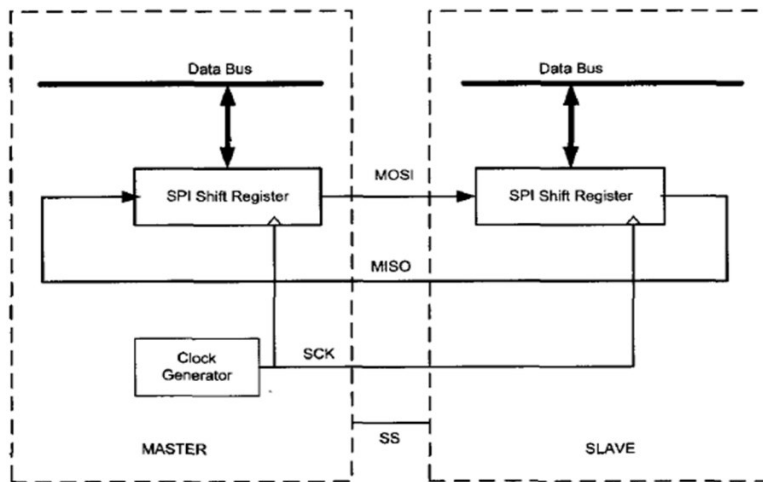 Data Bus
Data Bus
SPI Shift Register
MOSI
SPI Shift Register
MISO
Clock
Generator
SCK
SS
MASTER
SLAVE